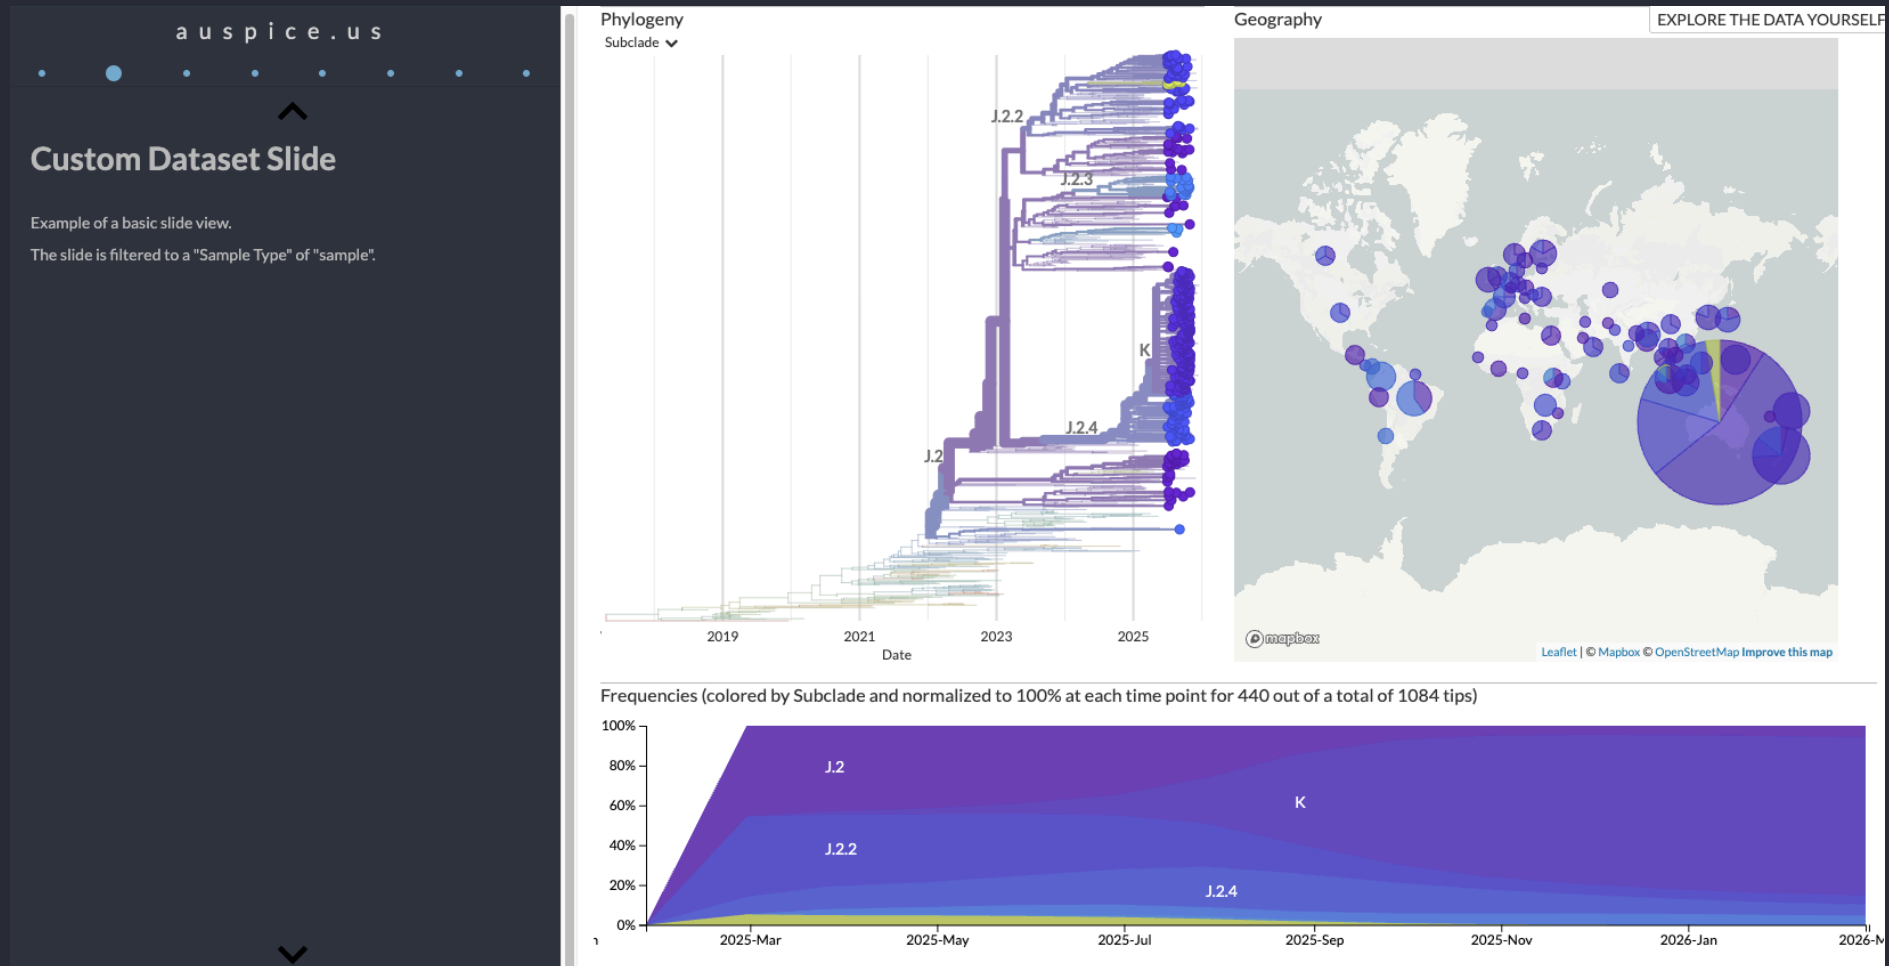 auspice.us
Custom Dataset Slide
Example of a basic slide view.
The slide is filtered to a "Sample Type" of "sample".
Phylogeny
Subclade
J.2.2
J.2.3
K
J.2.4
J.2
2019
2021
2023
2025
Date
Geography
EXPLORE THE DATA YOURSELF
mapbox
Leaflet | © Mapbox © OpenStreetMap Improve this map
Frequencies (colored by Subclade and normalized to 100% at each time point for 440 out of a total of 1084 tips)
100%
80%
60%
40%
20%
0%
J.2
K
J.2.2
J.2.4
2025-Mar
2025-May
2025-Jul
2025-Sep
2025-Nov
2026-Jan